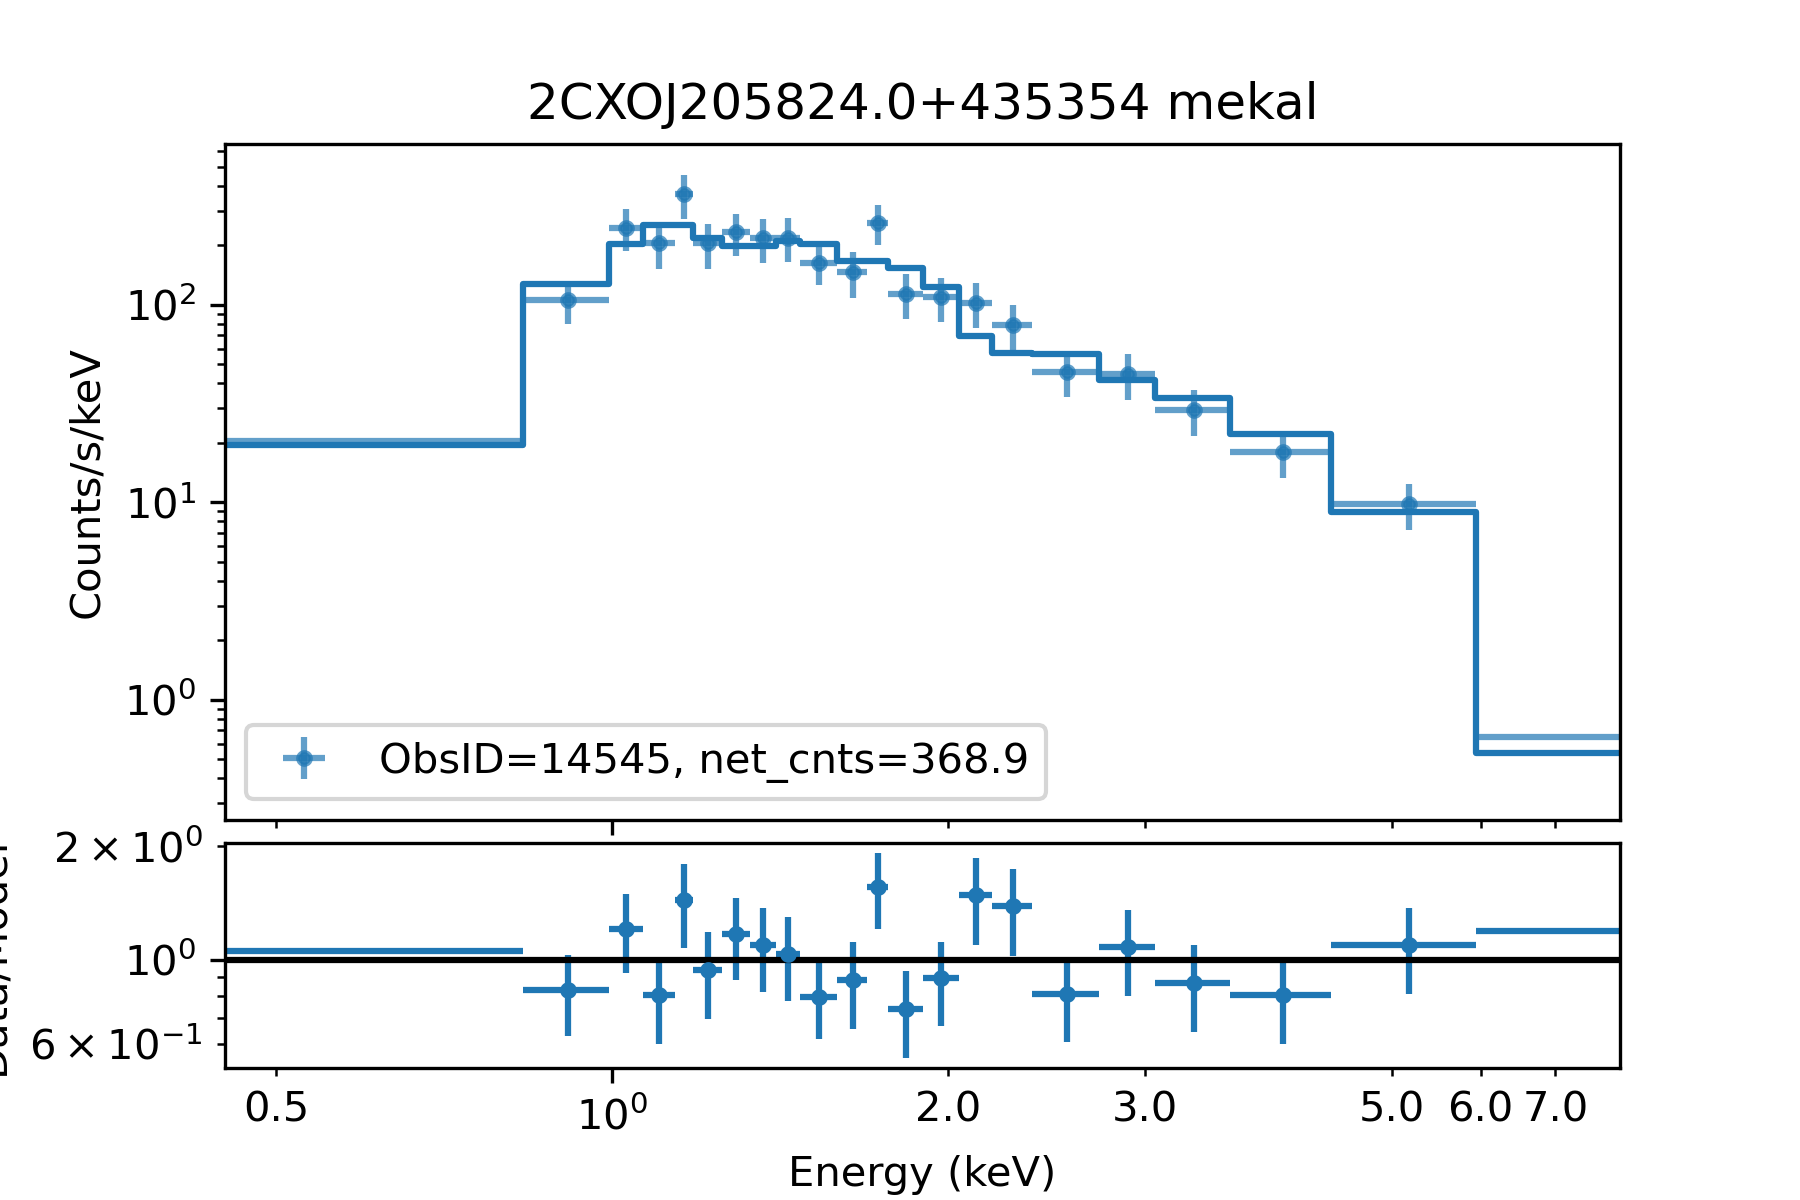 2CXOJ205824.0+435354 mekal
Counts/s/keV
10²
10¹
10⁰
ObsID=14545, net_cnts=368.9
2 × 10⁰
10⁰
6 × 10⁻¹
0.5 10⁰ 2.0 3.0 5.0 6.0 7.0
Energy (keV)